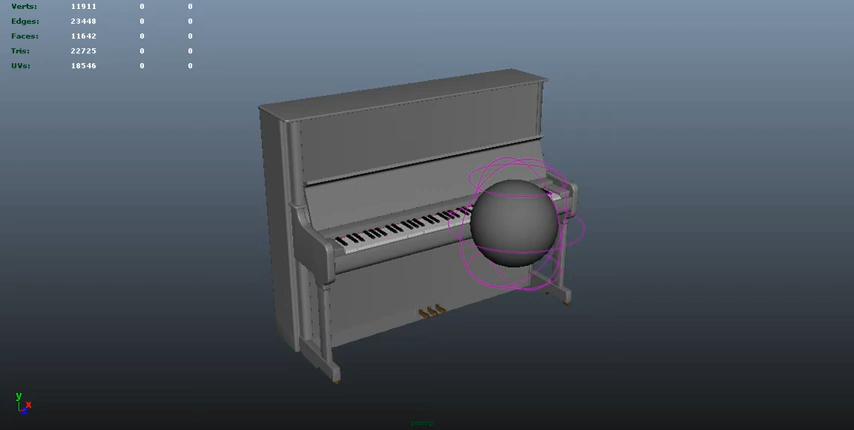 Verts: 11911 0 0
Edges: 23448 0 0
Faces: 11642 0 0
Tris: 22725 0 0
UVs: 18546 0 0
y
x